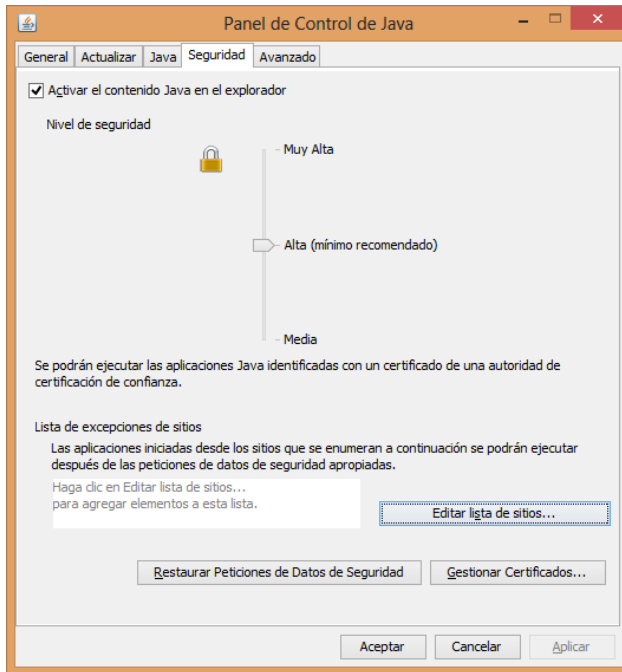 Panel de Control de Java
General Actualizar Java Seguridad Avanzado
Activar el contenido Java en el explorador
Nivel de seguridad
- Muy Alta
- Alta (mínimo recomendado)
- Media
Se podrán ejecutar las aplicaciones Java identificadas con un certificado de una autoridad de
certificación de confianza.
Lista de excepciones de sitios
Las aplicaciones iniciadas desde los sitios que se enumeran a continuación se podrán ejecutar
después de las peticiones de datos de seguridad apropiadas.
Haga clic en Editar lista de sitios...
para agregar elementos a esta lista.
Editar lista de sitios...
Restaurar Peticiones de Datos de Seguridad Gestionar Certificados...
Aceptar Cancelar Aplicar